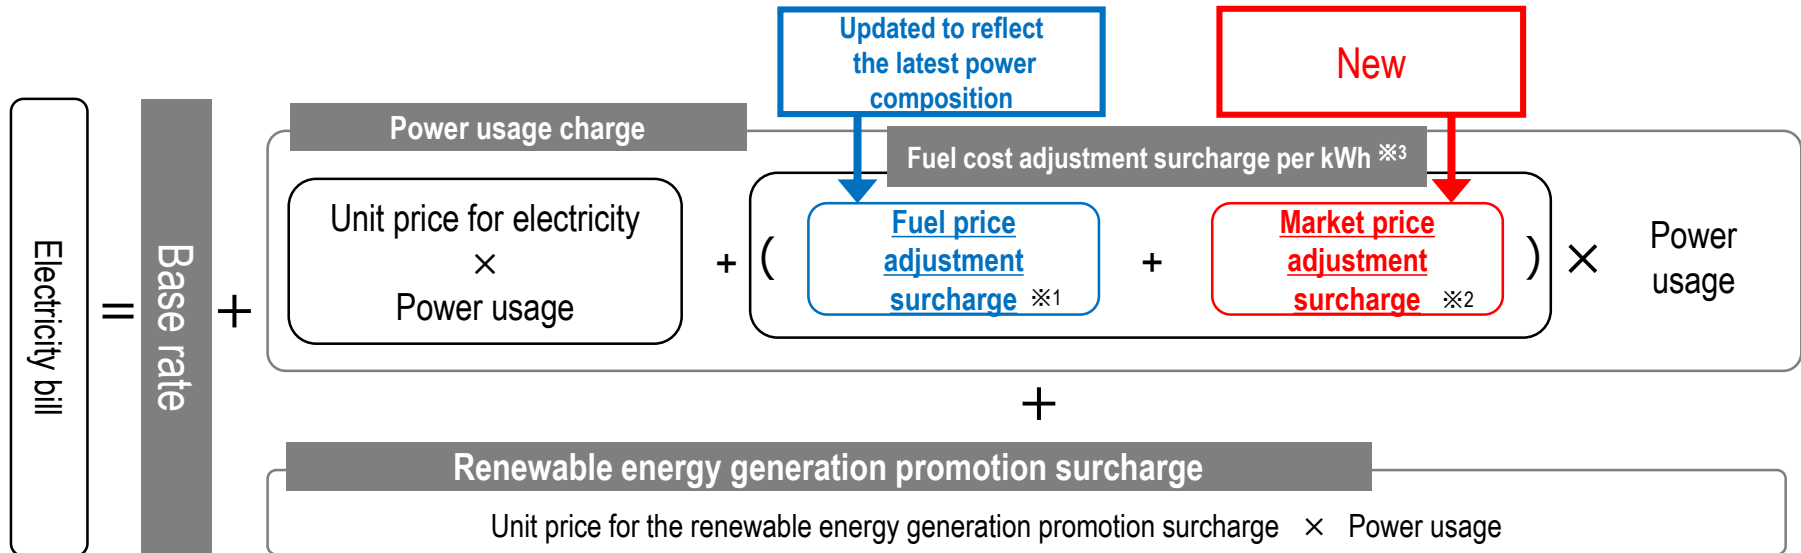 Updated to reflect
the latest power
composition
New
Power usage charge
Fuel cost adjustment surcharge per kWh ※3
Electricity bill
=
Base rate
+
Unit price for electricity
×
Power usage
+
(
Fuel price
adjustment
surcharge ※1
+
Market price
adjustment
surcharge ※2
)
×
Power
usage
+
Renewable energy generation promotion surcharge
Unit price for the renewable energy generation promotion surcharge × Power usage